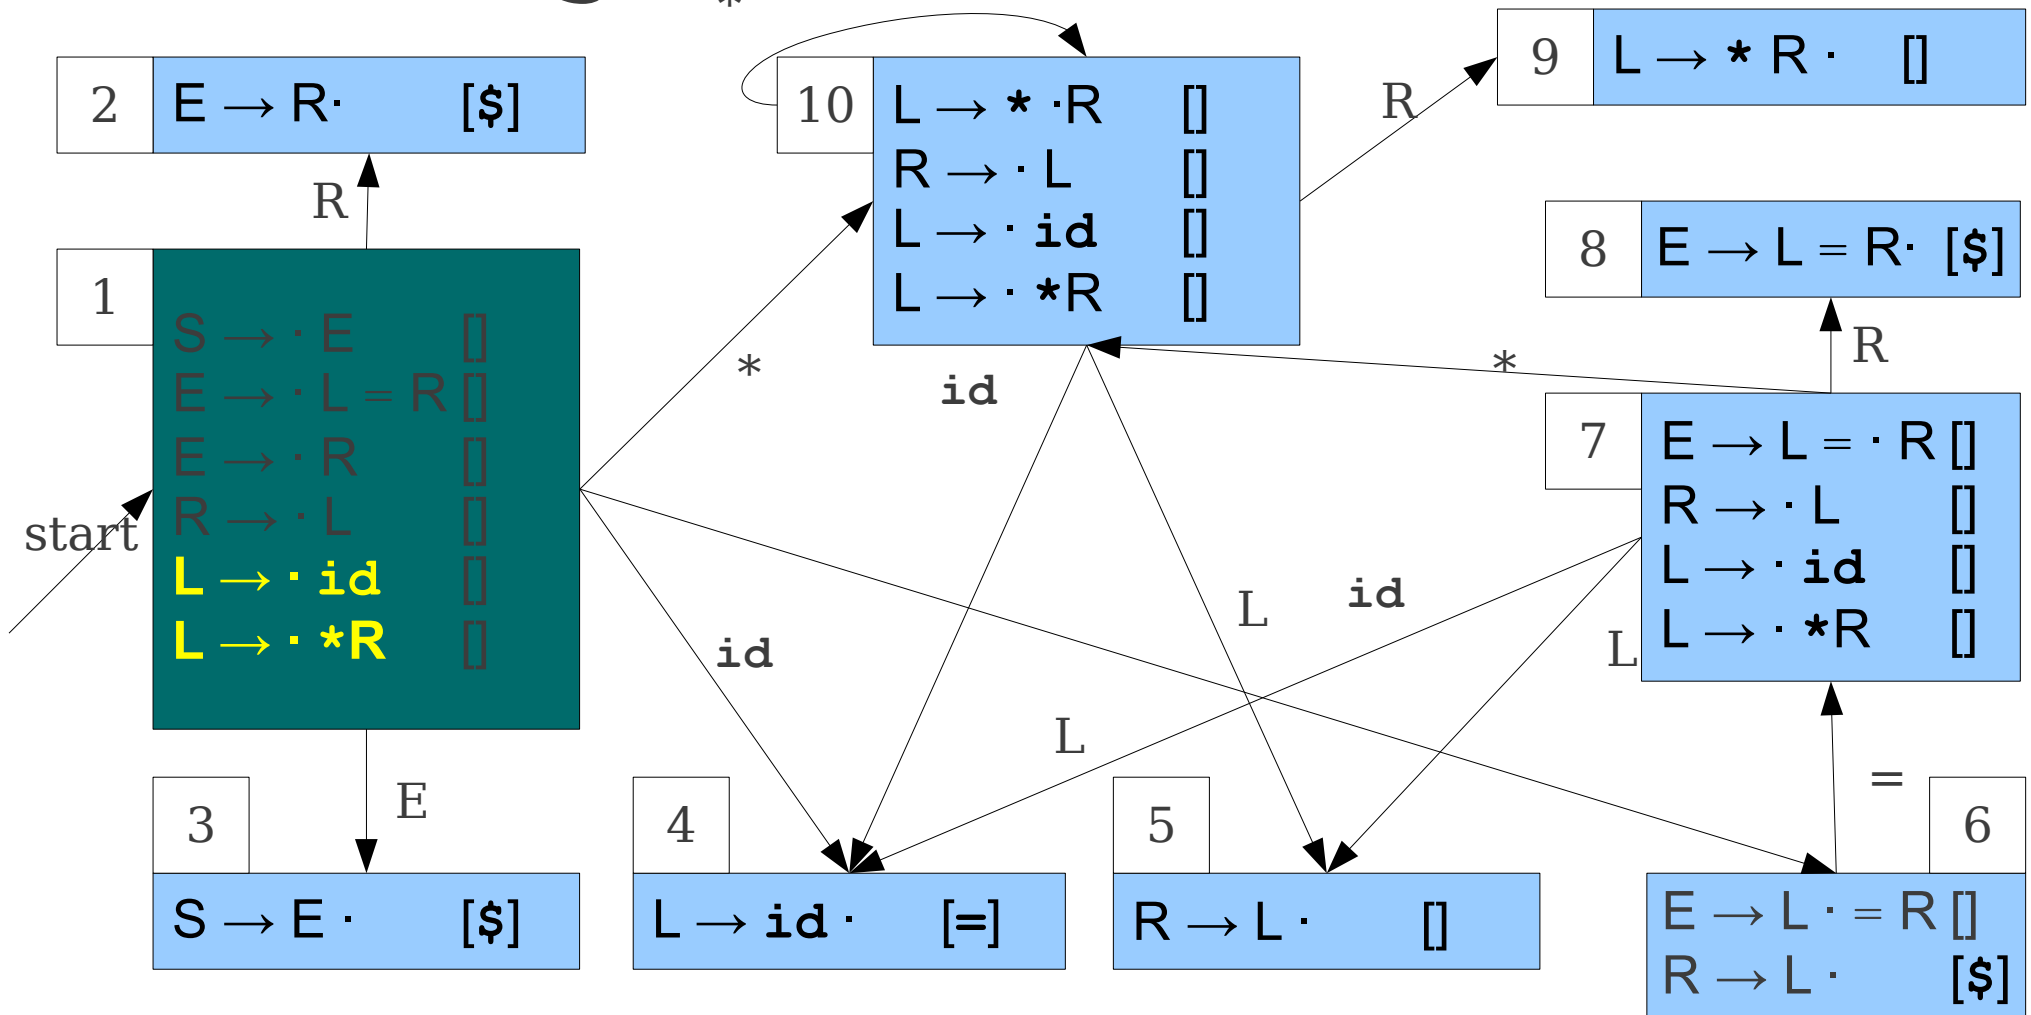 *
2
E → R· [$]
R
1
S → · E []
E → · L = R []
E → · R []
R → · L []
L → · id []
L → · *R []
start
E
3
S → E · [$]
10
L → * ·R []
R → · L []
L → · id []
L → · *R []
*
id
id
R
9
L → * R · []
8
E → L = R· [$]
R
*
7
E → L = · R []
R → · L []
L → · id []
L → · *R []
L
id
L
L
=
4
L → id · [=]
5
R → L · []
6
E → L · = R []
R → L · [$]